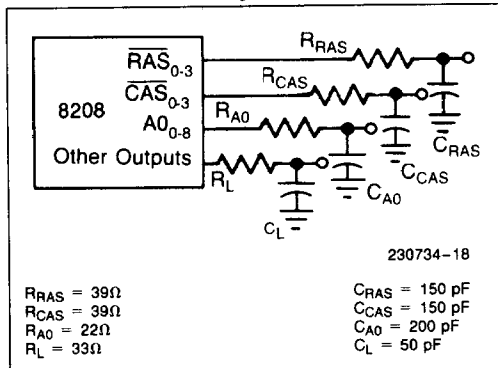 8208
RAS0-3
CAS0-3
A00-8
Other Outputs
RRAS
RCAS
RA0
RL
CRAS
CCAS
CA0
CL
230734-18
RRAS = 39Ω
RCAS = 39Ω
RA0 = 22Ω
RL = 33Ω
CRAS = 150 pF
CCAS = 150 pF
CA0 = 200 pF
CL = 50 pF